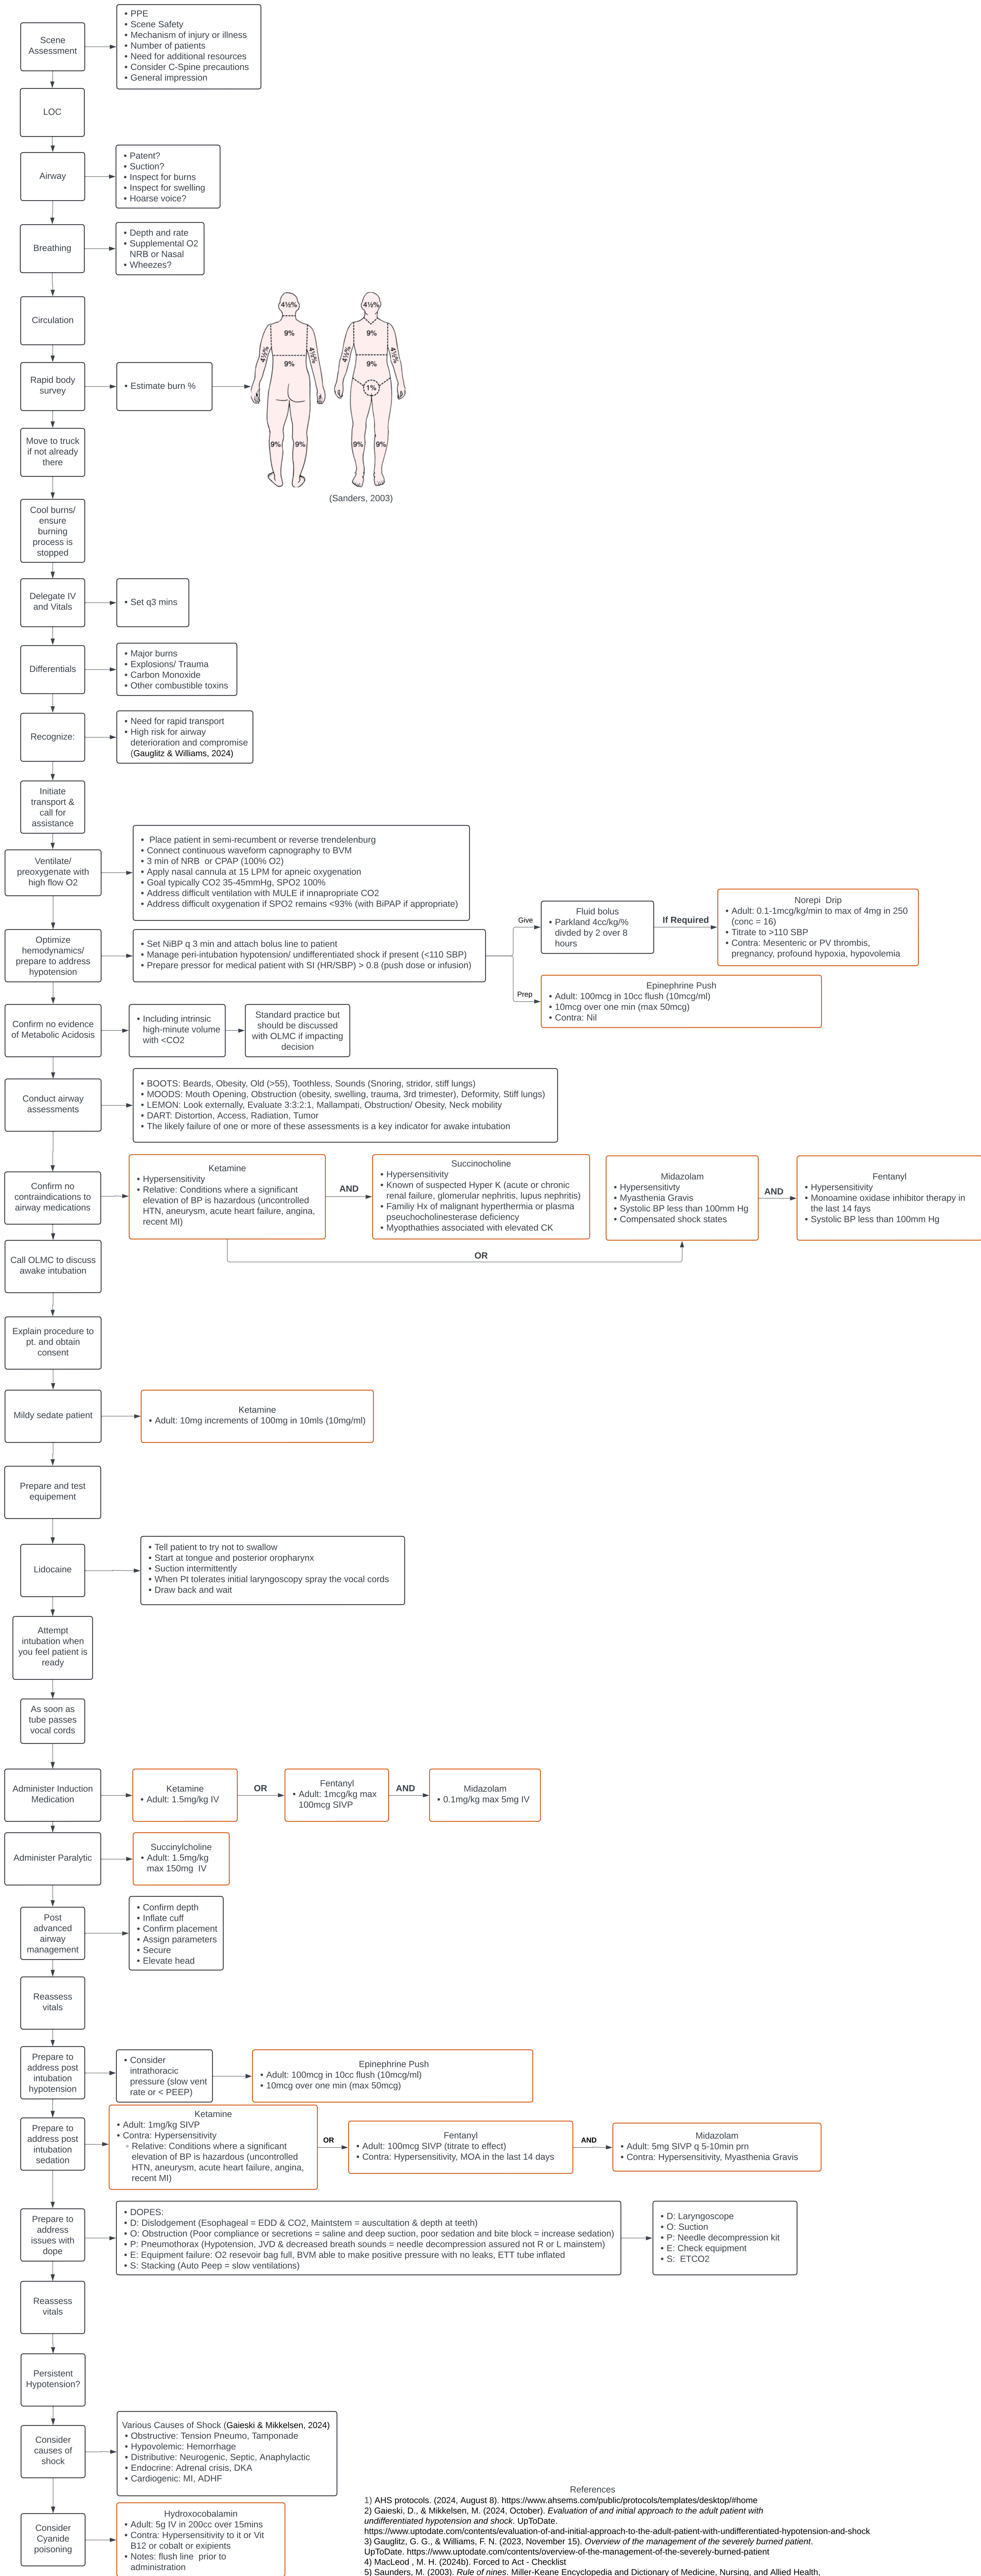 Scene
Assessment
• PPE
• Scene Safety
• Mechanism of injury or illness
• Number of patients
• Need for additional resources
• Consider C-Spine precautions
• General impression
LOC
Airway
• Patent?
• Suction?
• Inspect for burns
• Inspect for swelling
• Hoarse voice?
Breathing
• Depth and rate
• Supplemental O2
NRB or Nasal
• Wheezes?
Circulation
Rapid body
survey
• Estimate burn %
4½%
9%
4½%
4½%
9%
9%
9%
4½%
9%
4½%
4½%
9%
1%
9%
9%
(Sanders, 2003)
Move to truck
if not already
there
Cool burns/
ensure
burning
process is
stopped
Delegate IV
and Vitals
• Set q3 mins
Differentials
• Major burns
• Explosions/ Trauma
• Carbon Monoxide
• Other combustible toxins
Recognize:
• Need for rapid transport
• High risk for airway
deterioration and compromise
(Gauglitz & Williams, 2024)
Initiate
transport &
call for
assistance
Ventilate/
preoxygenate with
high flow O2
• Place patient in semi-recumbent or reverse trendelenburg
• Connect continuous waveform capnography to BVM
• 3 min of NRB or CPAP (100% O2)
• Apply nasal cannula at 15 LPM for apneic oxygenation
• Goal typically CO2 35-45mmHg, SPO2 100%
• Address difficult ventilation with MULE if innapropriate CO2
• Address difficult oxygenation if SPO2 remains <93% (with BiPAP if appropriate)
Optimize
hemodynamics/
prepare to address
hypotension
• Set NiBP q 3 min and attach bolus line to patient
• Manage peri-intubation hypotension/ undifferentiated shock if present (<110 SBP)
• Prepare pressor for medical patient with SI (HR/SBP) > 0.8 (push dose or infusion)
Give
Fluid bolus
• Parkland 4cc/kg/%
divded by 2 over 8
hours
If Required
Norepi Drip
• Adult: 0.1-1mcg/kg/min to max of 4mg in 250
(conc = 16)
• Titrate to >110 SBP
• Contra: Mesenteric or PV thrombis,
pregnancy, profound hypoxia, hypovolemia
Prep
Epinephrine Push
• Adult: 100mcg in 10cc flush (10mcg/ml)
• 10mcg over one min (max 50mcg)
• Contra: Nil
Confirm no evidence
of Metabolic Acidosis
• Including intrinsic
high-minute volume
with <CO2
Standard practice but
should be discussed
with OLMC if impacting
decision
Conduct airway
assessments
• BOOTS: Beards, Obesity, Old (>55), Toothless, Sounds (Snoring, stridor, stiff lungs)
• MOODS: Mouth Opening, Obstruction (obesity, swelling, trauma, 3rd trimester), Deformity, Stiff lungs)
• LEMON: Look externally, Evaluate 3:3:2:1, Mallampati, Obstruction/ Obesity, Neck mobility
• DART: Distortion, Access, Radiation, Tumor
• The likely failure of one or more of these assessments is a key indicator for awake intubation
Confirm no
contraindications to
airway medications
Ketamine
• Hypersensitivity
• Relative: Conditions where a significant
elevation of BP is hazardous (uncontrolled
HTN, aneurysm, acute heart failure, angina,
recent MI)
AND
Succinocholine
• Hypersensitivity
• Known of suspected Hyper K (acute or chronic
renal failure, glomerular nephritis, lupus nephritis)
• Familiy Hx of malignant hyperthermia or plasma
pseuchocholinesterase deficiency
• Myopthathies associated with elevated CK
OR
Midazolam
• Hypersensitivity
• Myasthenia Gravis
• Systolic BP less than 100mm Hg
• Compensated shock states
AND
Fentanyl
• Hypersensitivity
• Monoamine oxidase inhibitor therapy in
the last 14 fays
• Systolic BP less than 100mm Hg
Call OLMC to discuss
awake intubation
Explain procedure to
pt. and obtain
consent
Mildy sedate patient
Ketamine
• Adult: 10mg increments of 100mg in 10mls (10mg/ml)
Prepare and test
equipement
Lidocaine
• Tell patient to try not to swallow
• Start at tongue and posterior oropharynx
• Suction intermittently
• When Pt tolerates initial laryngoscopy spray the vocal cords
• Draw back and wait
Attempt
intubation when
you feel patient is
ready
As soon as
tube passes
vocal cords
Administer Induction
Medication
Ketamine
• Adult: 1.5mg/kg IV
OR
Fentanyl
• Adult: 1mcg/kg max
100mcg SIVP
AND
Midazolam
• 0.1mg/kg max 5mg IV
Administer Paralytic
Succinylcholine
• Adult: 1.5mg/kg
max 150mg IV
Post
advanced
airway
management
• Confirm depth
• Inflate cuff
• Confirm placement
• Assign parameters
• Secure
• Elevate head
Reassess
vitals
Prepare to
address post
intubation
hypotension
• Consider
intrathoracic
pressure (slow vent
rate or < PEEP)
Epinephrine Push
• Adult: 100mcg in 10cc flush (10mcg/ml)
• 10mcg over one min (max 50mcg)
Prepare to
address post
intubation
sedation
Ketamine
• Adult: 1mg/kg SIVP
• Contra: Hypersensitivity
◦ Relative: Conditions where a significant
elevation of BP is hazardous (uncontrolled
HTN, aneurysm, acute heart failure, angina,
recent MI)
OR
Fentanyl
• Adult: 100mcg SIVP (titrate to effect)
• Contra: Hypersensitivity, MOA in the last 14 days
AND
Midazolam
• Adult: 5mg SIVP q 5-10min prn
• Contra: Hypersensitivity, Myasthenia Gravis
Prepare to
address
issues with
dope
• DOPES:
• D: Dislodgement (Esophageal = EDD & CO2, Mainstem = auscultation & depth at teeth)
• O: Obstruction (Poor compliance or secretions = saline and deep suction, poor sedation and bite block = increase sedation)
• P: Pneumothorax (Hypotension, JVD & decreased breath sounds = needle decompression assured not R or L mainstem)
• E: Equipment failure: O2 resevoir bag full, BVM able to make positive pressure with no leaks, ETT tube inflated
• S: Stacking (Auto Peep = slow ventilations)
• D: Laryngoscope
• O: Suction
• P: Needle decompression kit
• E: Check equipment
• S: ETCO2
Reassess
vitals
Persistent
Hypotension?
Consider
causes of
shock
Various Causes of Shock (Gaieski & Mikkelsen, 2024)
• Obstructive: Tension Pneumo, Tamponade
• Hypovolemic: Hemorrhage
• Distributive: Neurogenic, Septic, Anaphylactic
• Endocrine: Adrenal crisis, DKA
• Cardiogenic: MI, ADHF
Consider
Cyanide
poisoning
Hydroxocobalamin
• Adult: 5g IV in 200cc over 15mins
• Contra: Hypersensitivity to it or Vit
B12 or cobalt or exipients
• Notes: flush line prior to
administration
References
1) AHS protocols. (2024, August 8). https://www.ahsems.com/public/protocols/templates/desktop/#home
2) Gaieski, D., & Mikkelsen, M. (2024, October). Evaluation of and initial approach to the adult patient with
undifferentiated hypotension and shock. UpToDate.
https://www.uptodate.com/contents/evaluation-of-and-initial-approach-to-the-adult-patient-with-undifferentiated-hypotension-and-shock
3) Gauglitz, G. G., & Williams, F. N. (2023, November 15). Overview of the management of the severely burned patient.
UpToDate. https://www.uptodate.com/contents/overview-of-the-management-of-the-severely-burned-patient
4) MacLeod , M. H. (2024b). Forced to Act - Checklist
5) Saunders, M. (2003). Rule of nines. Miller-Keane Encyclopedia and Dictionary of Medicine, Nursing, and Allied Health,